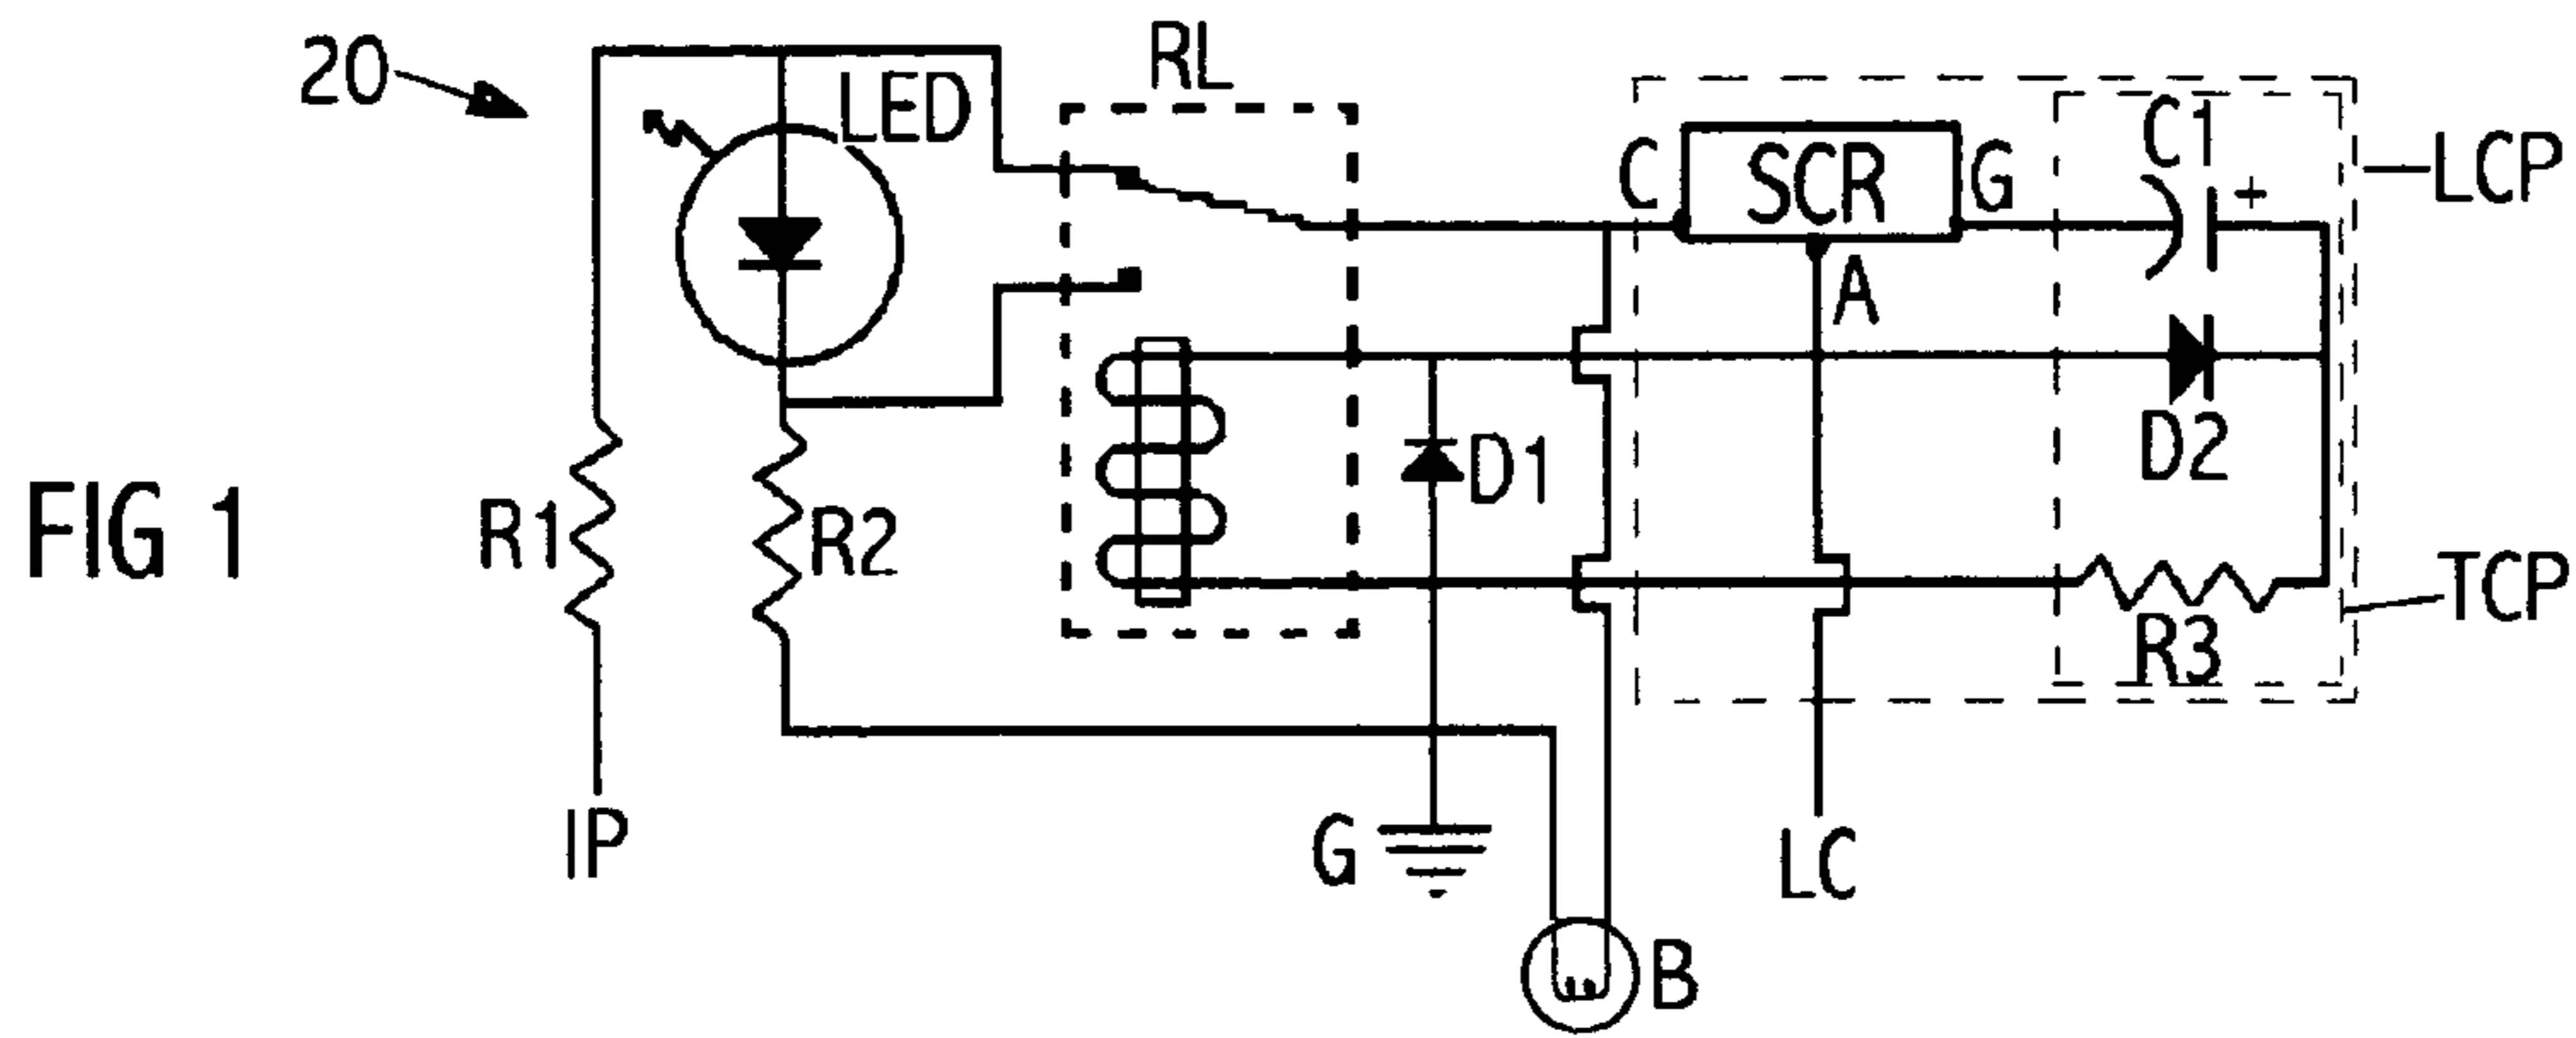 20
LED
RL
C
SCR
G
C1
+
LCP
A
D2
D1
R1
R2
R3
TCP
FIG 1
IP
G
LC
B